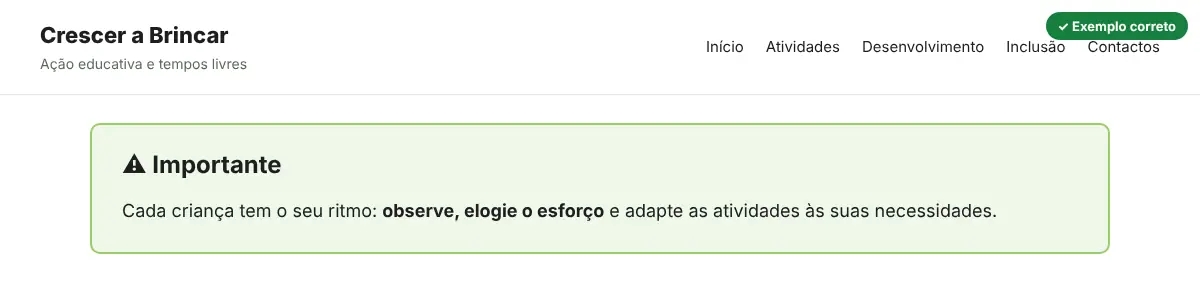 Crescer a Brincar
Ação educativa e tempos livres
✓ Exemplo correto
Início Atividades Desenvolvimento Inclusão Contactos
⚠ Importante
Cada criança tem o seu ritmo: observe, elogie o esforço e adapte as atividades às suas necessidades.